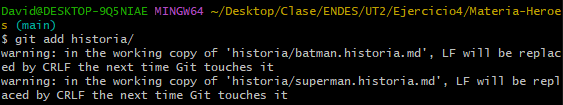 David@DESKTOP-9Q5NIAE MINGW64 ~/Desktop/Clase/ENDES/UT2/Ejercicio4/Materia-Heroe
s (main)
$ git add historia/
warning: in the working copy of 'historia/batman.historia.md', LF will be replac
ed by CRLF the next time Git touches it
warning: in the working copy of 'historia/superman.historia.md', LF will be repl
aced by CRLF the next time Git touches it